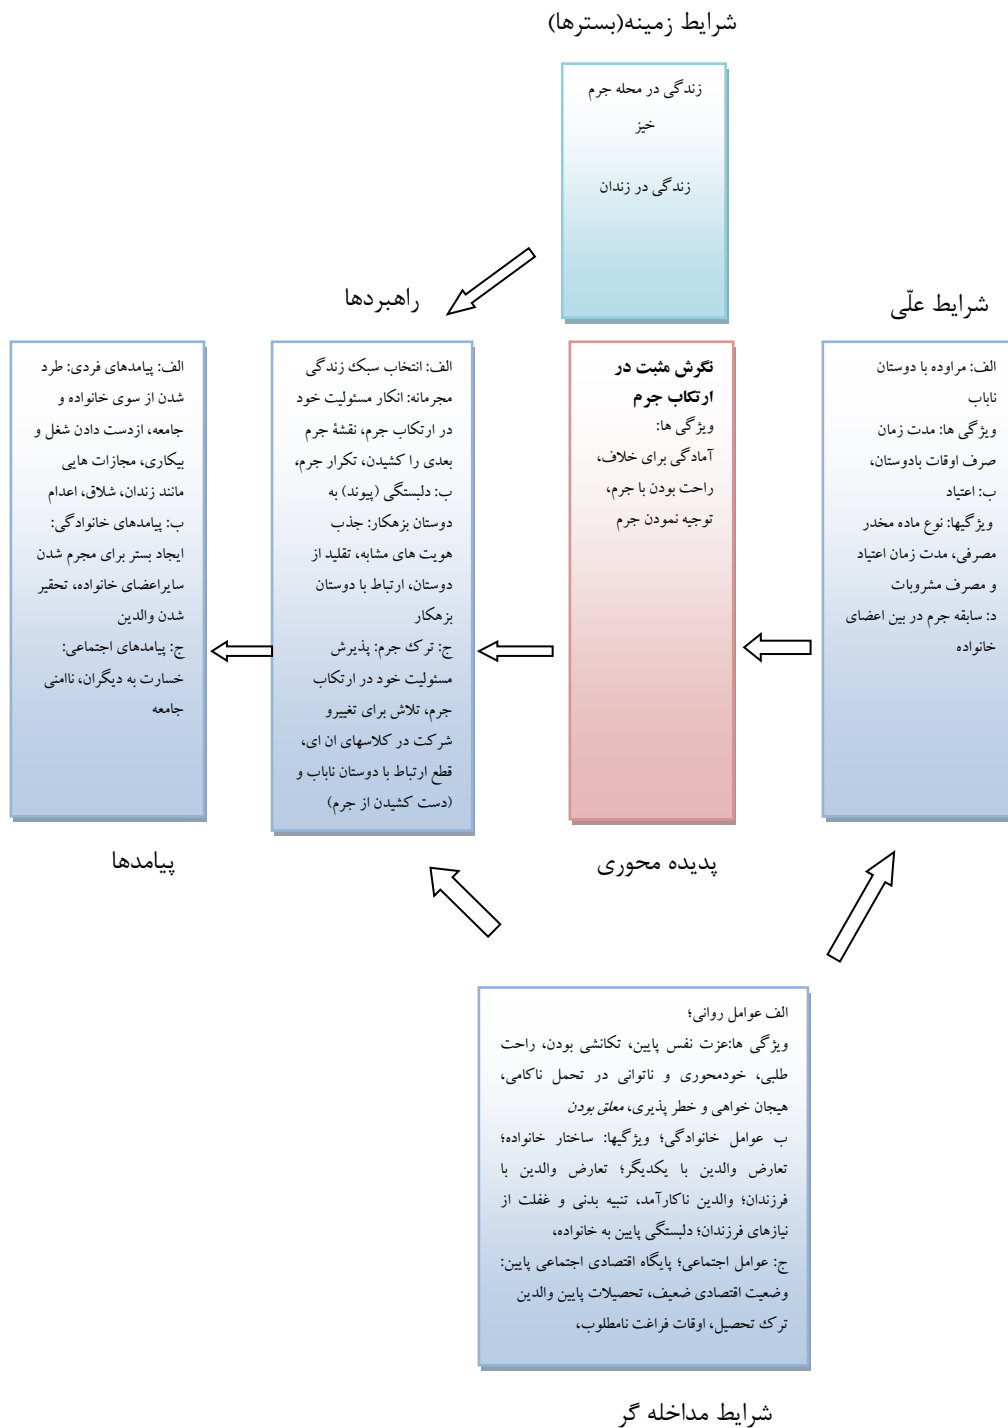 شرایط زمینه(بسترها)
زندگی در محله جرم
خیز
زندگی در زندان
شرایط علّی
الف: مراوده با دوستان
ناباب
ویژگی ها: مدت زمان
صرف اوقات بادوستان،
ب: اعتیاد
ویژگیها: نوع ماده مخدر
مصرفی، مدت زمان اعتیاد
و مصرف مشروبات
د: سابقه جرم در بین اعضای
خانواده
نگرش مثبت در
ارتکاب جرم
ویژگی ها:
آمادگی برای خلاف،
راحت بودن با جرم،
توجیه نمودن جرم
پدیده محوری
راهبردها
الف: انتخاب سبک زندگی
مجرمانه: انکار مسئولیت خود
در ارتکاب جرم، نقشۀ جرم
بعدی را کشیدن، تکرار جرم،
ب: دلبستگی (پیوند) به
دوستان بزهکار: جذب
هویت های مشابه، تقلید از
دوستان، ارتباط با دوستان
بزهکار
ج: ترک جرم: پذیرش
مسئولیت خود در ارتکاب
جرم، تلاش برای تغییرو
شرکت در کلاسهای ان ای،
قطع ارتباط با دوستان ناباب و
(دست کشیدن از جرم)
الف: پیامدهای فردی: طرد
شدن از سوی خانواده و
جامعه، ازدست دادن شغل و
بیکاری، مجازات هایی
مانند زندان، شلاق، اعدام
ب: پیامدهای خانوادگی:
ایجاد بستر برای مجرم شدن
سایراعضای خانواده، تحقیر
شدن والدین
ج: پیامدهای اجتماعی:
خسارت به دیگران، ناامنی
جامعه
پیامدها
الف عوامل روانی؛
ویژگی ها:عزت نفس پایین، تکانشی بودن، راحت
طلبی، خودمحوری و ناتوانی در تحمل ناکامی،
هیجان خواهی و خطر پذیری، معلق بودن
ب عوامل خانوادگی؛ ویژگیها: ساختار خانواده؛
تعارض والدین با یکدیگر؛ تعارض والدین با
فرزندان؛ والدین ناکارآمد، تنبیه بدنی و غفلت از
نیازهای فرزندان؛ دلبستگی پایین به خانواده،
ج: عوامل اجتماعی؛ پایگاه اقتصادی اجتماعی پایین:
وضعیت اقتصادی ضعیف، تحصیلات پایین والدین
ترک تحصیل، اوقات فراغت نامطلوب،
شرایط مداخله گر